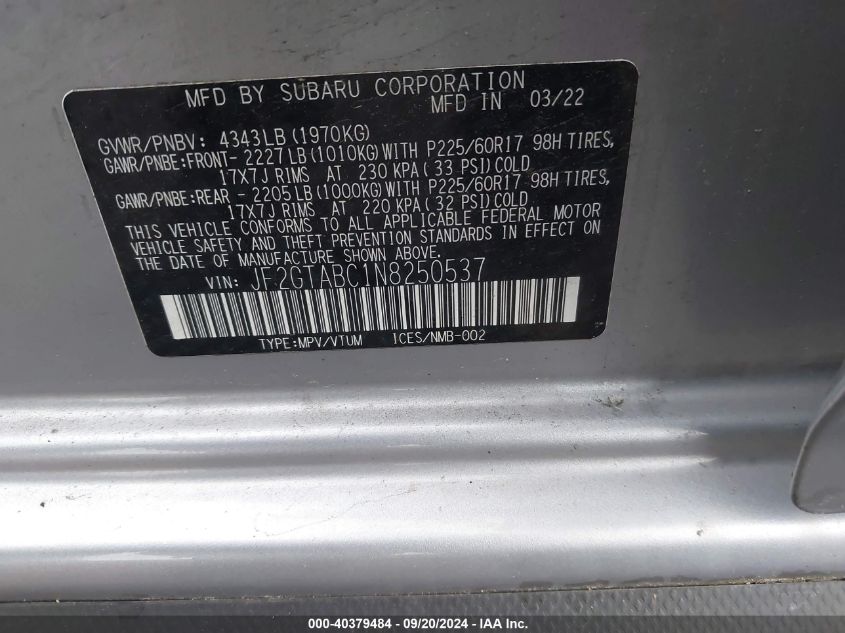 MFD BY SUBARU CORPORATION
MFD IN 03/22
GVWR/PNBV: 4343LB (1970KG)
GAWR/PNBE:FRONT- 2227LB (1010KG) WITH P225/60R17 98H TIRES,
17X7J RIMS AT 230 KPA (33 PSI) COLD
GAWR/PNBE:REAR - 2205LB (1000KG) WITH P225/60R17 98H TIRES,
17X7J RIMS AT 220 KPA (32 PSI) COLD
THIS VEHICLE CONFORMS TO ALL APPLICABLE FEDERAL MOTOR
VEHICLE SAFETY AND THEFT PREVENTION STANDARDS IN EFFECT ON
THE DATE OF MANUFACTURE SHOWN ABOVE.
VIN: JF2GTABC1N8250537
TYPE:MPV/VTUM ICES/NMB-002
000-40379484 - 09/20/2024 - IAA Inc.